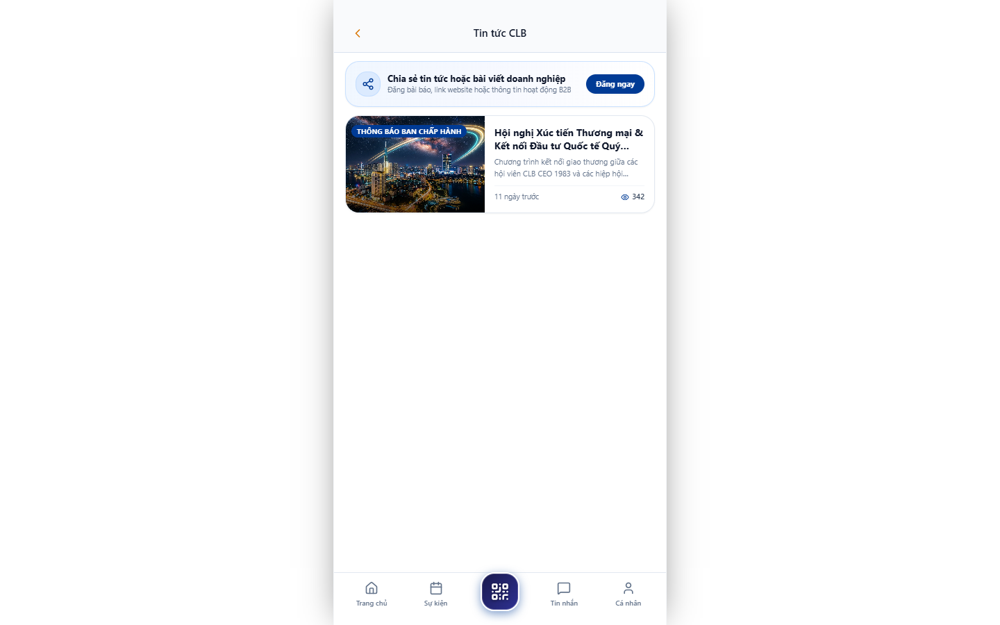 Tin tức CLB
Chia sẻ tin tức hoặc bài viết doanh nghiệp
Đăng bài báo, link website hoặc thông tin hoạt động B2B
Đăng ngay
THÔNG BÁO BAN CHẤP HÀNH
Hội nghị Xúc tiến Thương mại &
Kết nối Đầu tư Quốc tế Quý...
Chương trình kết nối giao thương giữa các
hội viên CLB CEO 1983 và các hiệp hội...
11 ngày trước
342
Trang chủ
Sự kiện
Tin nhắn
Cá nhân